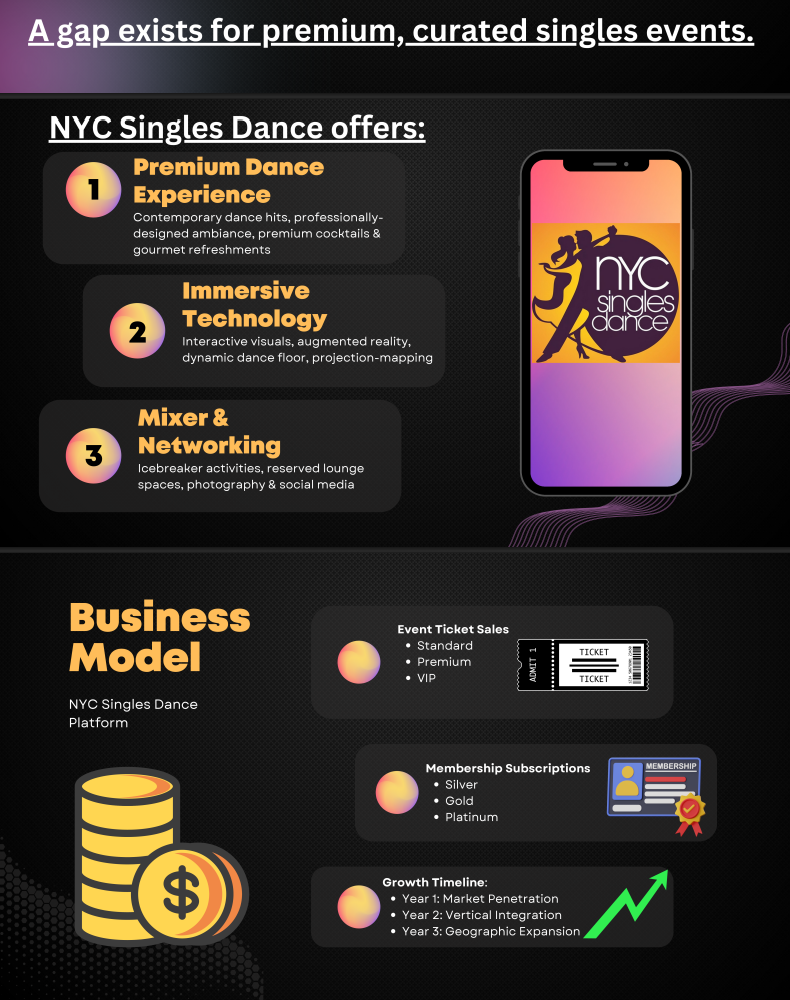 A gap exists for premium, curated singles events.
NYC Singles Dance offers:
1
Premium Dance
Experience
Contemporary dance hits, professionally-
designed ambiance, premium cocktails &
gourmet refreshments
2
Immersive
Technology
Interactive visuals, augmented reality,
dynamic dance floor, projection-mapping
3
Mixer &
Networking
Icebreaker activities, reserved lounge
spaces, photography & social media
nyc
singles
dance
Business
Model
NYC Singles Dance
Platform
$
Event Ticket Sales
• Standard
• Premium
• VIP
ADMIT 1
TICKET
TICKET
Membership Subscriptions
• Silver
• Gold
• Platinum
MEMBERSHIP
Growth Timeline:
• Year 1: Market Penetration
• Year 2: Vertical Integration
• Year 3: Geographic Expansion